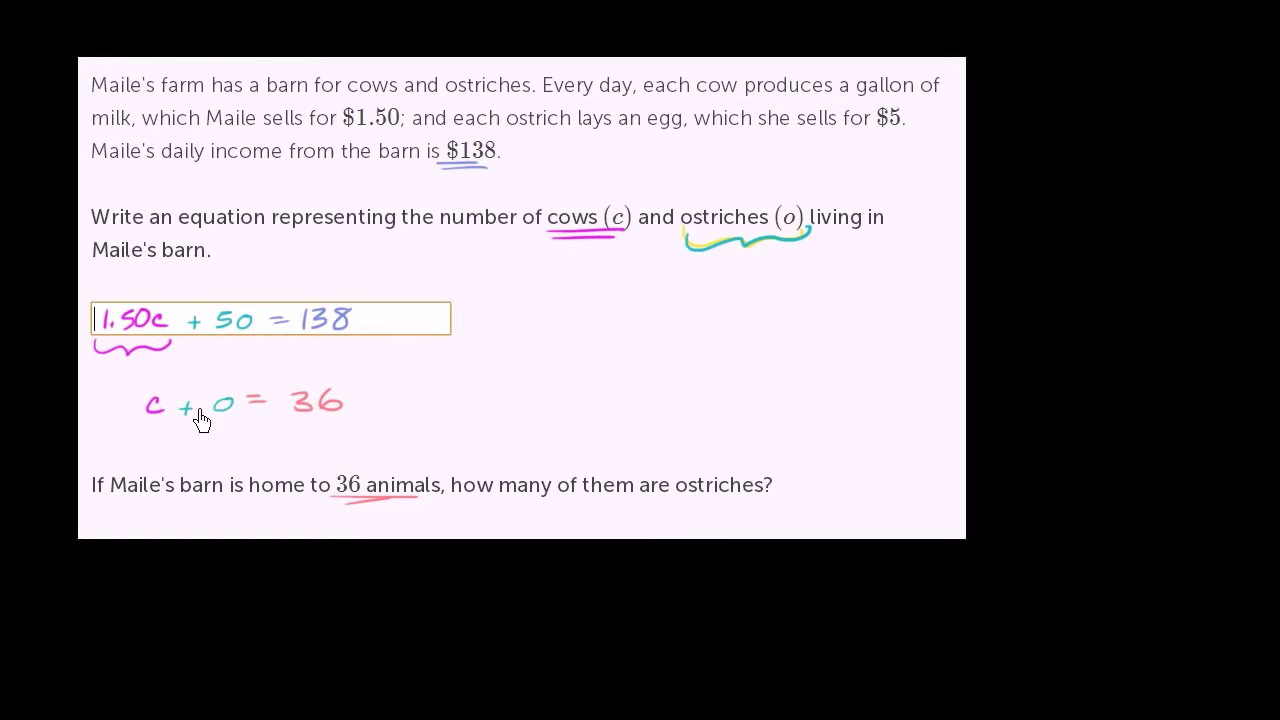 Maile's farm has a barn for cows and ostriches. Every day, each cow produces a gallon of
milk, which Maile sells for $1.50; and each ostrich lays an egg, which she sells for $5.
Maile's daily income from the barn is $138.
Write an equation representing the number of cows (c) and ostriches (o) living in
Maile's barn.
1.50c + 5o = 138
c + o = 36
If Maile's barn is home to 36 animals, how many of them are ostriches?